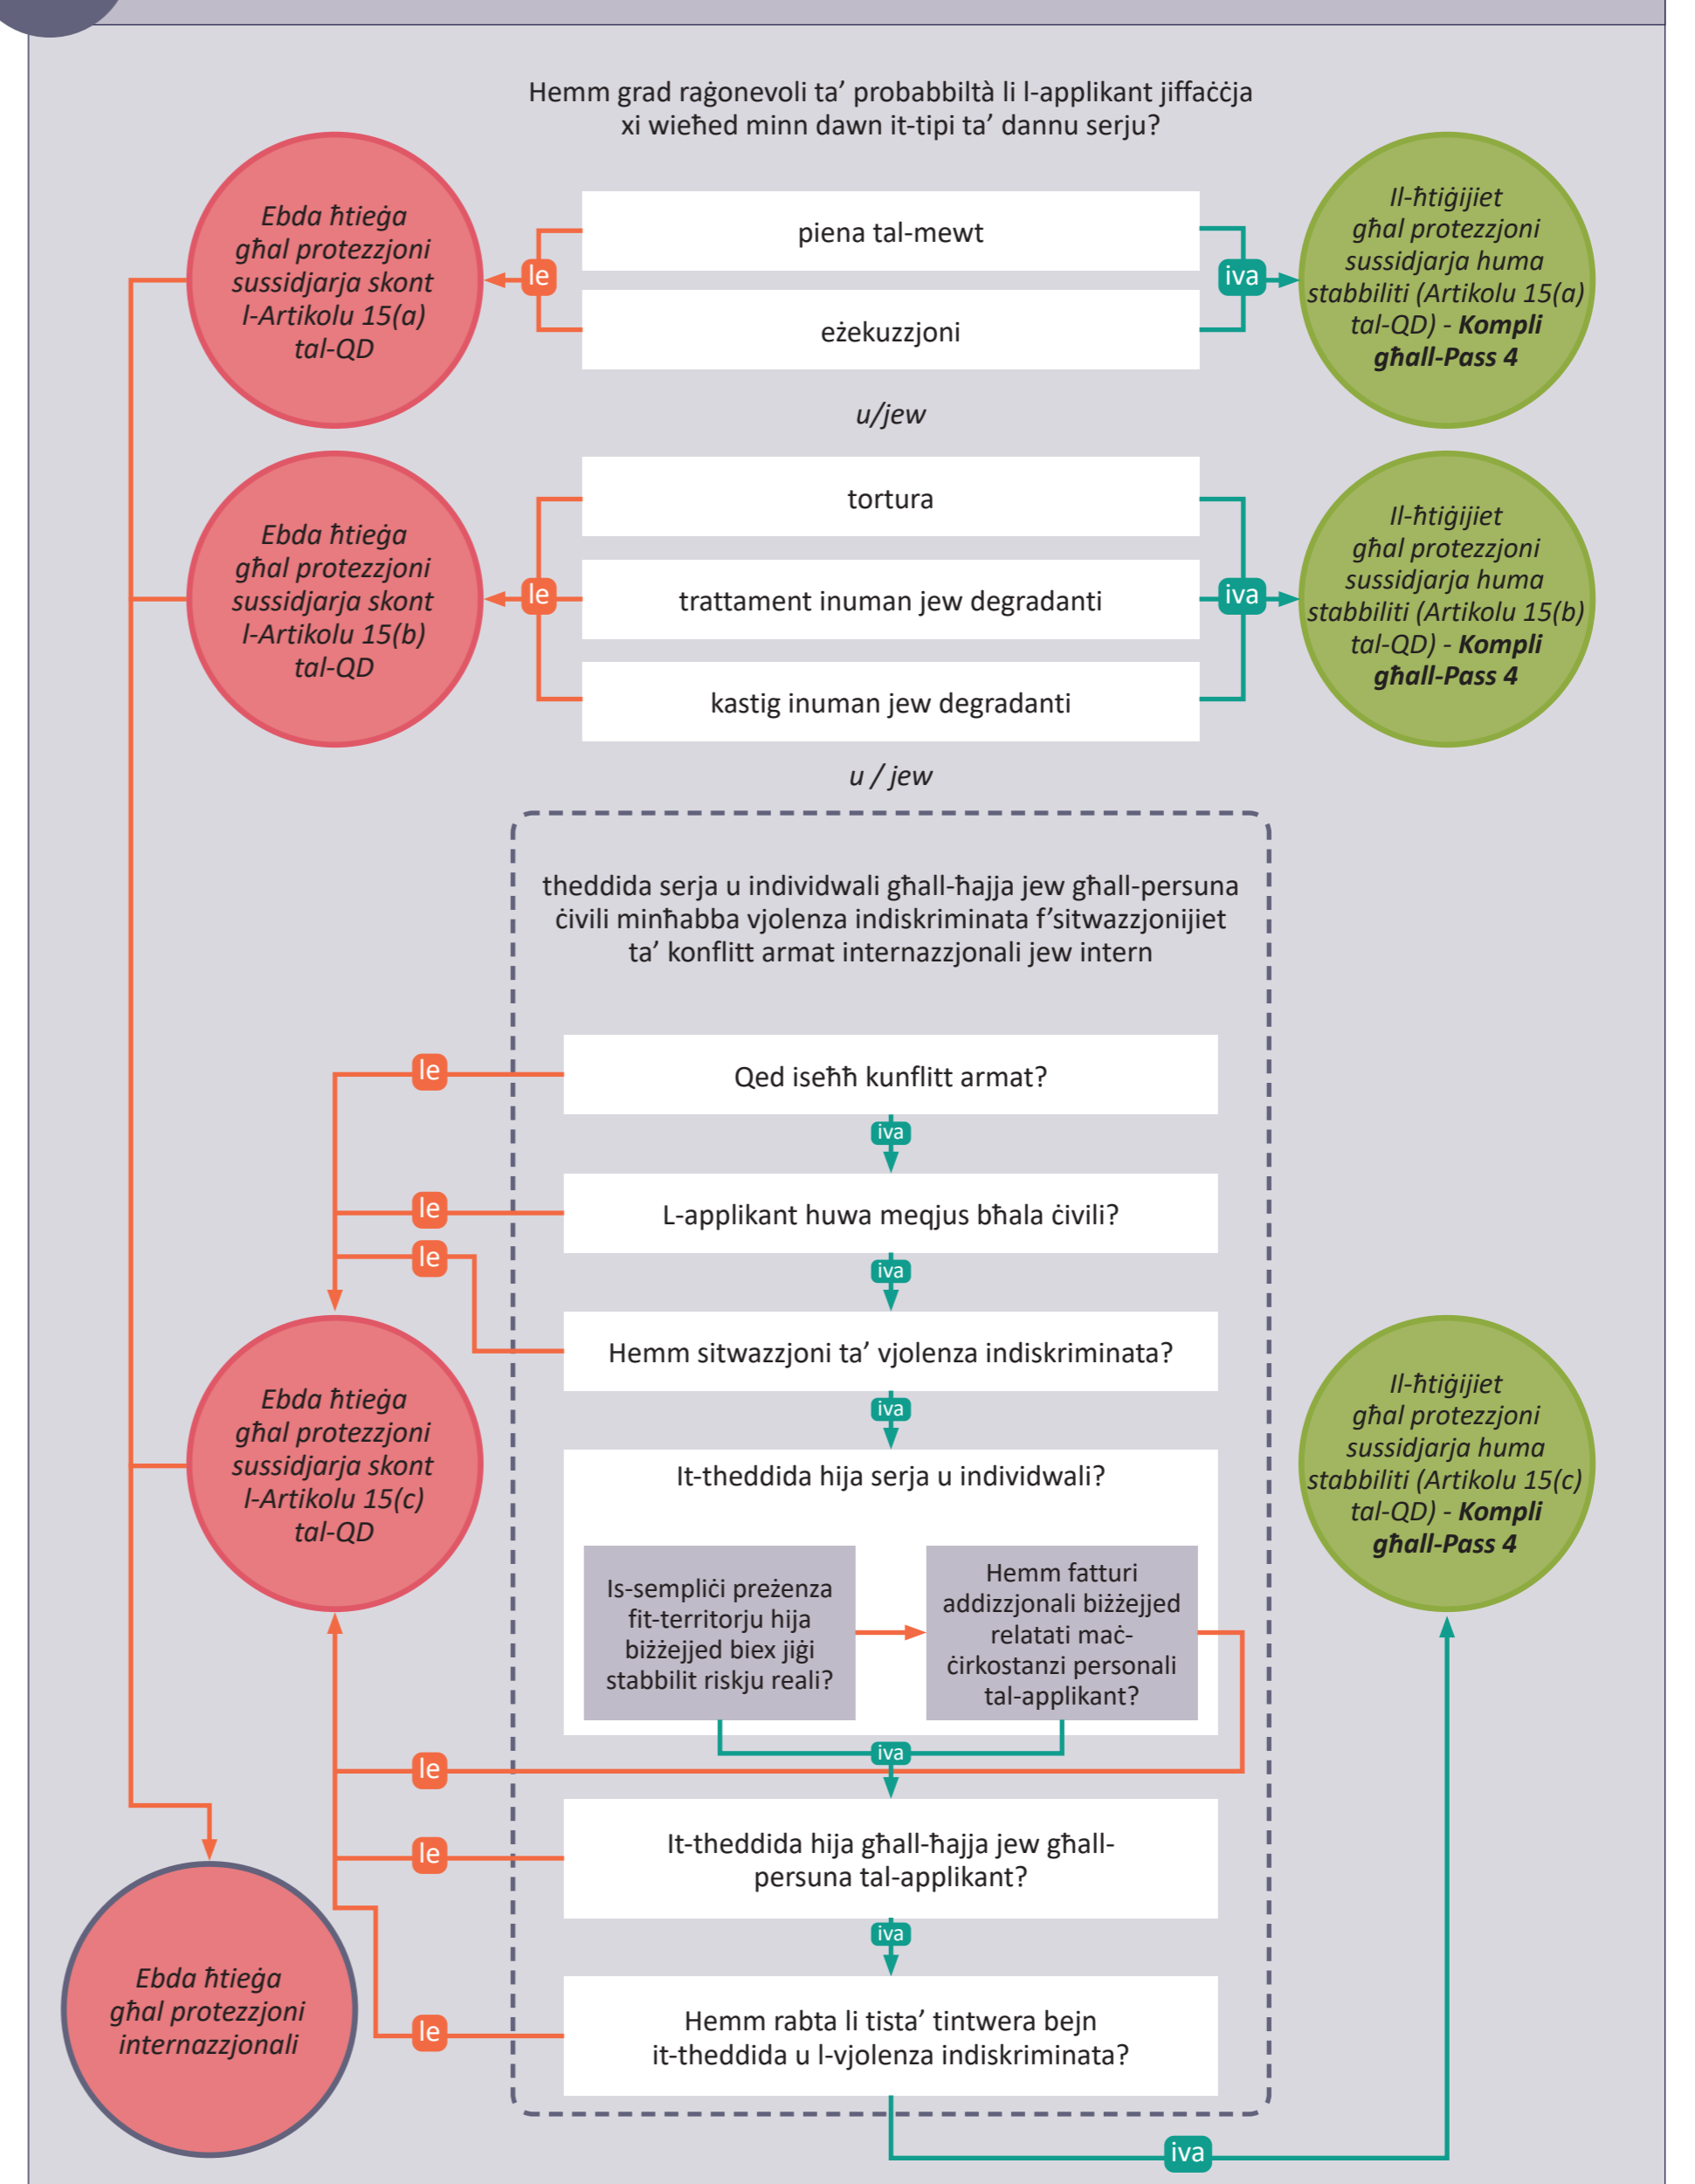 Hemm grad raġonevoli ta’ probabbiltà li l-applikant jiffaċċja
xi wieħed minn dawn it-tipi ta’ dannu serju?
Ebda ħtieġa
għal protezzjoni
sussidjarja skont
l-Artikolu 15(a)
tal-QD
le
piena tal-mewt
eżekuzzjoni
iva
Il-ħtiġijiet
għal protezzjoni
sussidjarja huma
stabbiliti (Artikolu 15(a)
tal-QD) - Kompli
għall-Pass 4
u/jew
Ebda ħtieġa
għal protezzjoni
sussidjarja skont
l-Artikolu 15(b)
tal-QD
le
tortura
trattament inuman jew degradanti
kastig inuman jew degradanti
iva
Il-ħtiġijiet
għal protezzjoni
sussidjarja huma
stabbiliti (Artikolu 15(b)
tal-QD) - Kompli
għall-Pass 4
u / jew
theddida serja u individwali għall-ħajja jew għall-persuna
ċivili minħabba vjolenza indiskriminata f’sitwazzjonijiet
ta’ konflitt armat internazzjonali jew intern
le
Qed iseħħ kunflitt armat?
iva
le
L-applikant huwa meqjus bħala ċivili?
le
iva
Hemm sitwazzjoni ta’ vjolenza indiskriminata?
iva
Ebda ħtieġa
għal protezzjoni
sussidjarja skont
l-Artikolu 15(c)
tal-QD
It-theddida hija serja u individwali?
Is-sempliċi preżenza
fit-territorju hija
biżżejjed biex jiġi
stabbilit riskju reali?
Hemm fatturi
addizzjonali biżżejjed
relatati maċ-
ċirkostanzi personali
tal-applikant?
Il-ħtiġijiet
għal protezzjoni
sussidjarja huma
stabbiliti (Artikolu 15(c)
tal-QD) - Kompli
għall-Pass 4
iva
le
le
It-theddida hija għall-ħajja jew għall-
persuna tal-applikant?
iva
Ebda ħtieġa
għal protezzjoni
internazzjonali
le
Hemm rabta li tista’ tintwera bejn
it-theddida u l-vjolenza indiskriminata?
iva